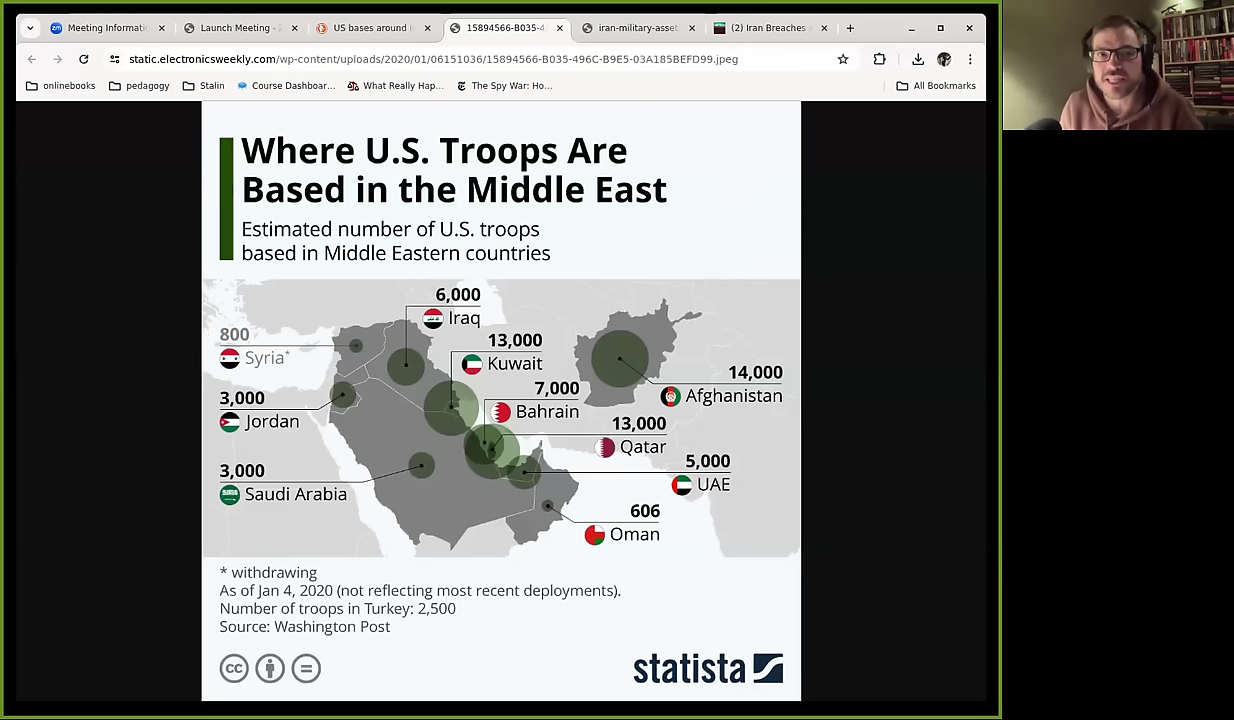 Meeting Informati
Launch Meeting - Z
US bases around i
15894566-B035-4
iran-military-asset
(2) Iran Breaches
static.electronicsweekly.com/wp-content/uploads/2020/01/06151036/15894566-B035-496C-B9E5-03A185BEFD99.jpeg
onlinebooks
pedagogy
Stalin
Course Dashboar...
What Really Hap...
The Spy War: Ho...
All Bookmarks
Where U.S. Troops Are
Based in the Middle East
Estimated number of U.S. troops
based in Middle Eastern countries
6,000
Iraq
800
Syria*
13,000
Kuwait
14,000
Afghanistan
7,000
Bahrain
3,000
Jordan
13,000
Qatar
5,000
UAE
3,000
Saudi Arabia
606
Oman
* withdrawing
As of Jan 4, 2020 (not reflecting most recent deployments).
Number of troops in Turkey: 2,500
Source: Washington Post
cc
statista